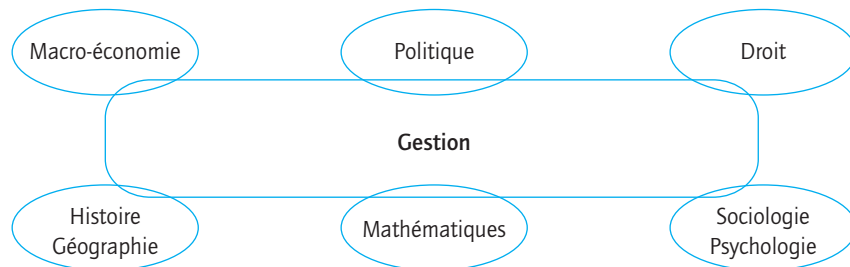 Macro-économie
Politique
Droit
Gestion
Histoire
Géographie
Mathématiques
Sociologie
Psychologie